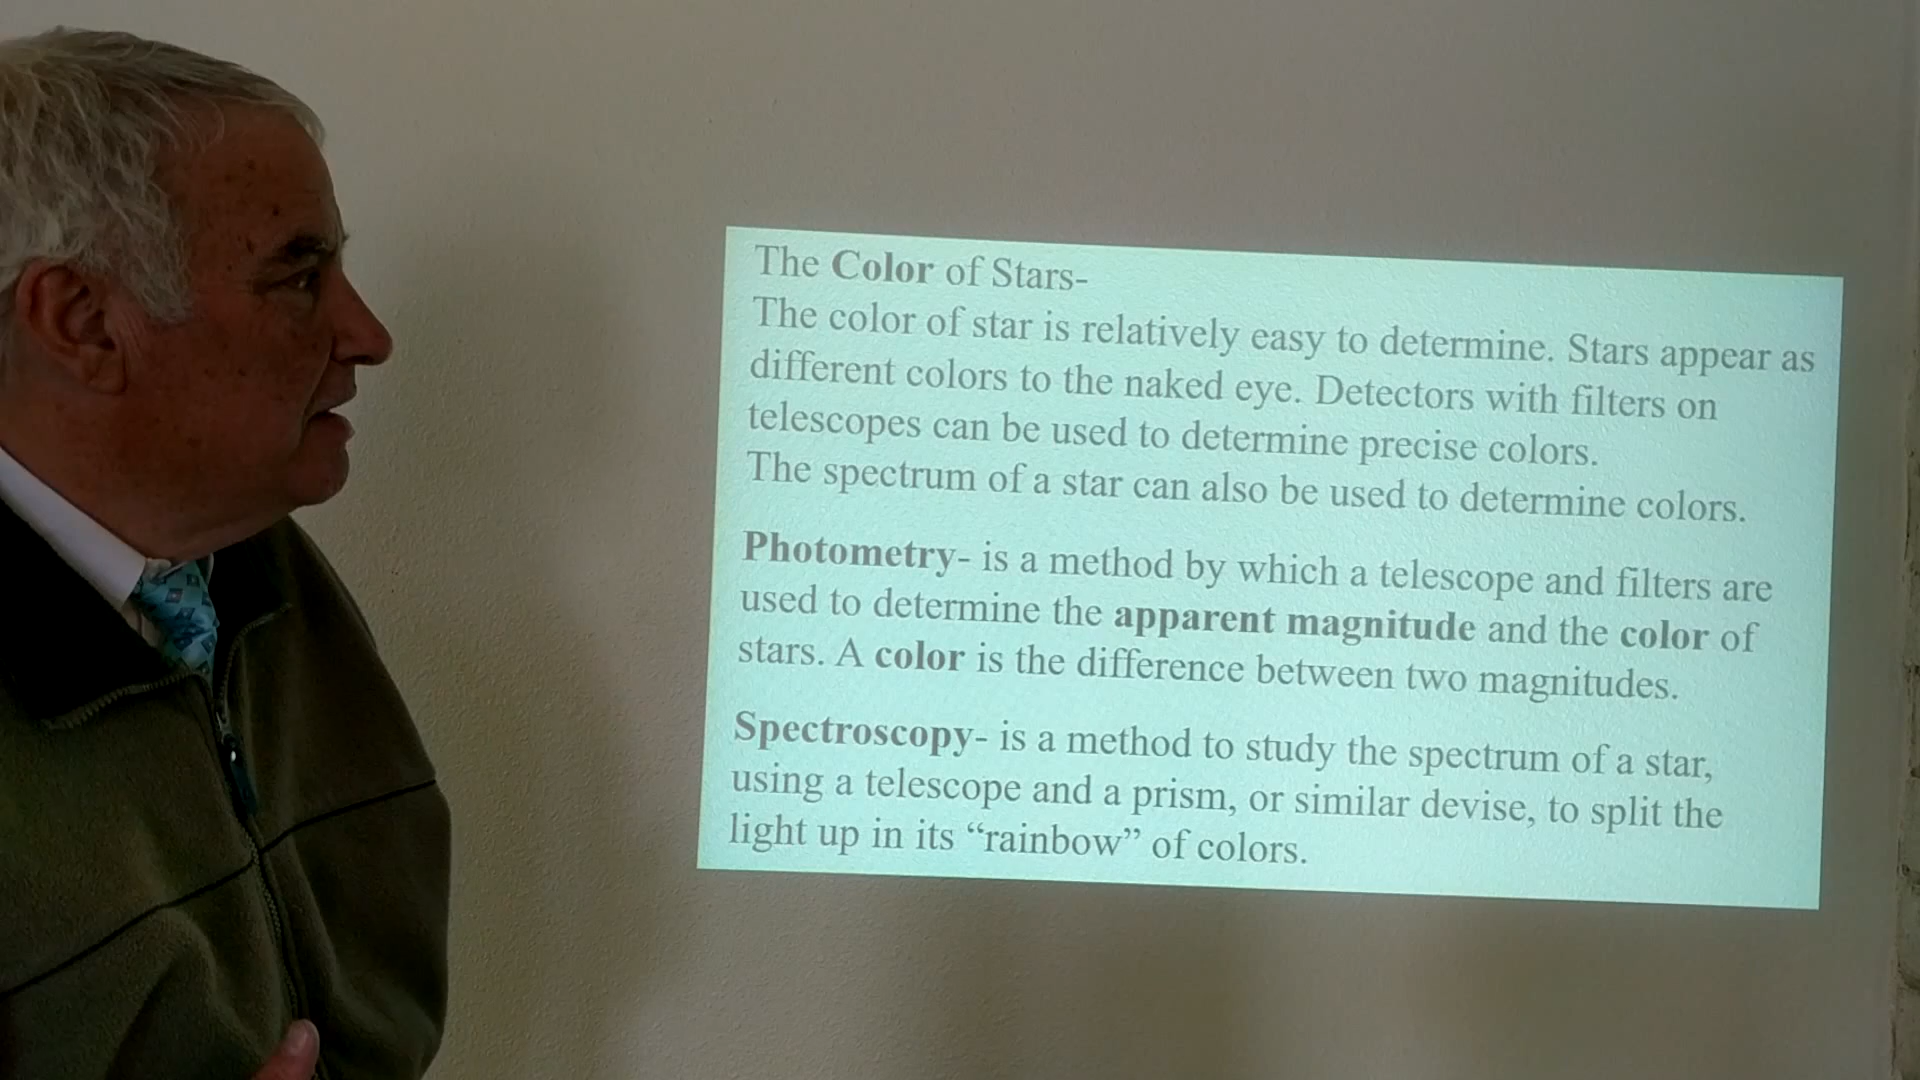 The Color of Stars-
The color of star is relatively easy to determine. Stars appear as
different colors to the naked eye. Detectors with filters on
telescopes can be used to determine precise colors.
The spectrum of a star can also be used to determine colors.
Photometry- is a method by which a telescope and filters are
used to determine the apparent magnitude and the color of
stars. A color is the difference between two magnitudes.
Spectroscopy- is a method to study the spectrum of a star,
using a telescope and a prism, or similar devise, to split the
light up in its “rainbow” of colors.